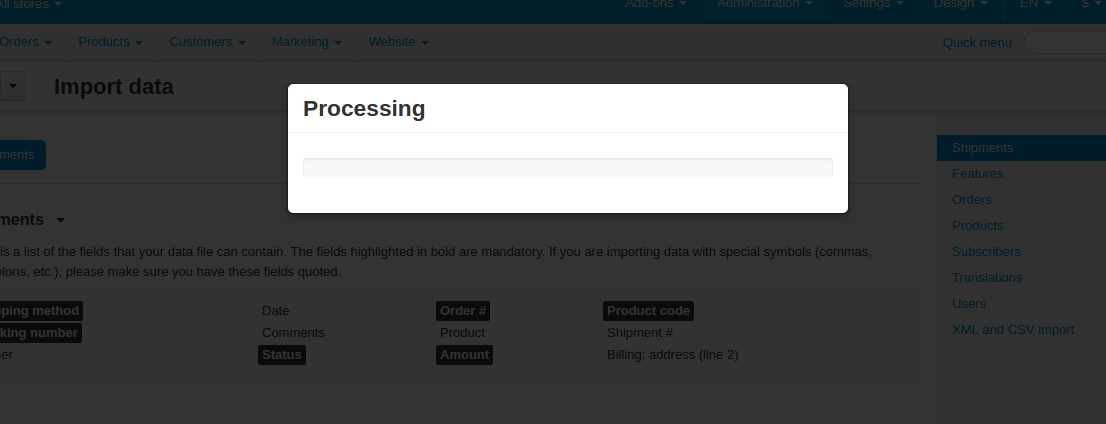 All stores Add-ons Administration Settings Design EN $
Orders Products Customers Marketing Website Quick menu
Import data
Processing
ments
Shipments
Features
Orders
Products
Subscribers
Translations
Users
XML and CSV import
ments
is a list of the fields that your data file can contain. The fields highlighted in bold are mandatory. If you are importing data with special symbols (commas,
olons, etc.), please make sure you have these fields quoted.
pping method Date Order # Product code
king number Comments Product Shipment #
er Status Amount Billing: address (line 2)